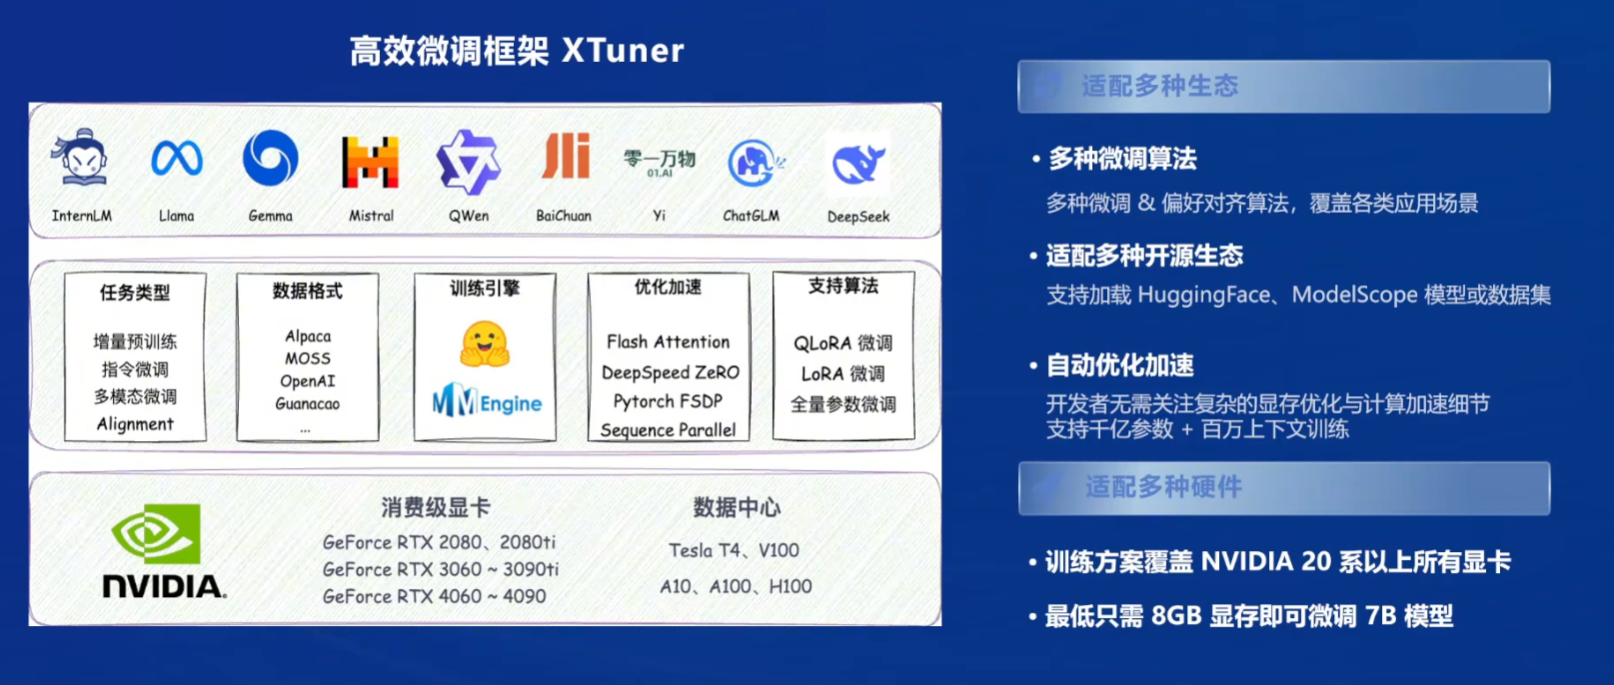 高效微调框架 XTuner
InternLM
Llama
Gemma
Mistral
QWen
BaiChuan
零一万物
01.AI
Yi
ChatGLM
DeepSeek
任务类型
增量预训练
指令微调
多模态微调
Alignment
数据格式
Alpaca
MOSS
OpenAI
Guanacao
...
训练引擎
MMEngine
优化加速
Flash Attention
DeepSpeed ZeRO
Pytorch FSDP
Sequence Parallel
支持算法
QLoRA 微调
LoRA 微调
全量参数微调
NVIDIA.
消费级显卡
GeForce RTX 2080、2080ti
GeForce RTX 3060 ~ 3090ti
GeForce RTX 4060 ~ 4090
数据中心
Tesla T4、V100
A10、A100、H100
适配多种生态
• 多种微调算法
多种微调 & 偏好对齐算法，覆盖各类应用场景
• 适配多种开源生态
支持加载 HuggingFace、ModelScope 模型或数据集
• 自动优化加速
开发者无需关注复杂的显存优化与计算加速细节
支持千亿参数 + 百万上下文训练
适配多种硬件
• 训练方案覆盖 NVIDIA 20 系以上所有显卡
• 最低只需 8GB 显存即可微调 7B 模型